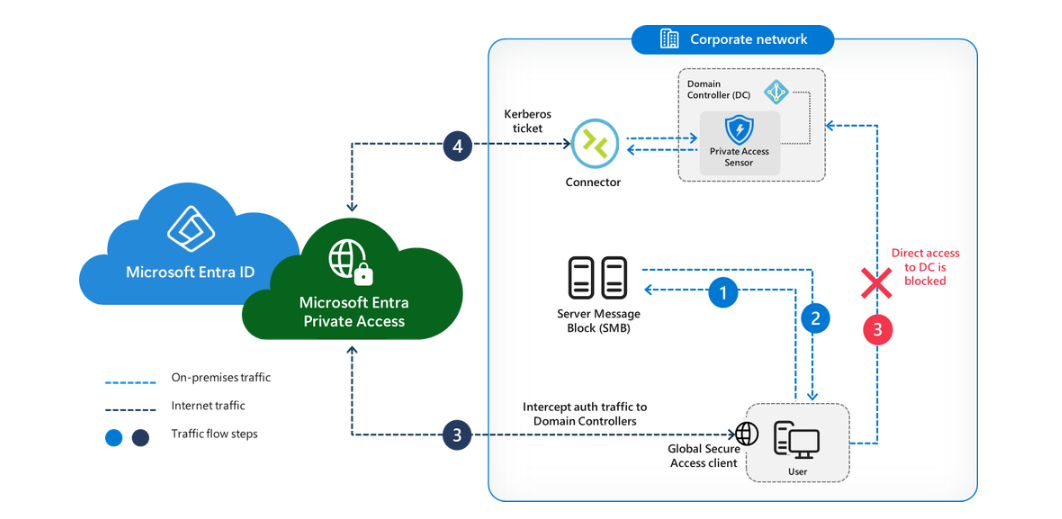 Corporate network
Domain
Controller (DC)
Kerberos
ticket
4
Private Access
Sensor
Connector
Microsoft Entra ID
Microsoft Entra
Private Access
Direct access
to DC is
blocked
1
2
3
Server Message
Block (SMB)
On-premises traffic
Internet traffic
Traffic flow steps
Intercept auth traffic to
Domain Controllers
3
Global Secure
Access client
User